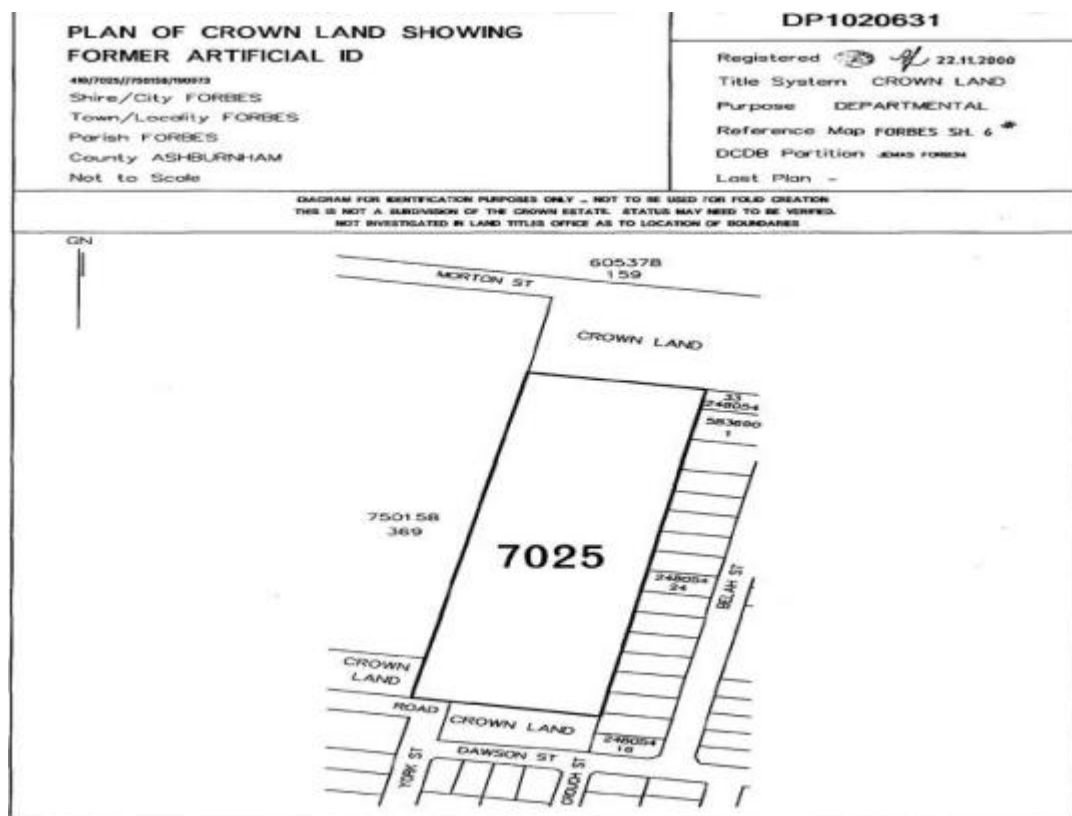 PLAN OF CROWN LAND SHOWING
FORMER ARTIFICIAL ID
410/7025//750158/190973
Shire/City FORBES
Town/Locality FORBES
Parish FORBES
County ASHBURNHAM
Not to Scale
DP1020631
Registered 22.11.2000
Title System CROWN LAND
Purpose DEPARTMENTAL
Reference Map FORBES SH. 6 #
DCDB Partition
Last Plan -
DIAGRAM FOR IDENTIFICATION PURPOSES ONLY - NOT TO BE USED FOR FOLIO CREATION
THIS IS NOT A SUBDIVISION OF THE CROWN ESTATE. STATUS MAY NEED TO BE VERIFIED.
NOT INVESTIGATED IN LAND TITLES OFFICE AS TO LOCATION OF BOUNDARIES
GN
605378
159
MORTON ST
CROWN LAND
33
248054
583690
1
750158
369
7025
248054
24
BELAH ST
CROWN
LAND
ROAD
CROWN LAND
248054
18
DAWSON ST
YORK ST
CROUCH ST